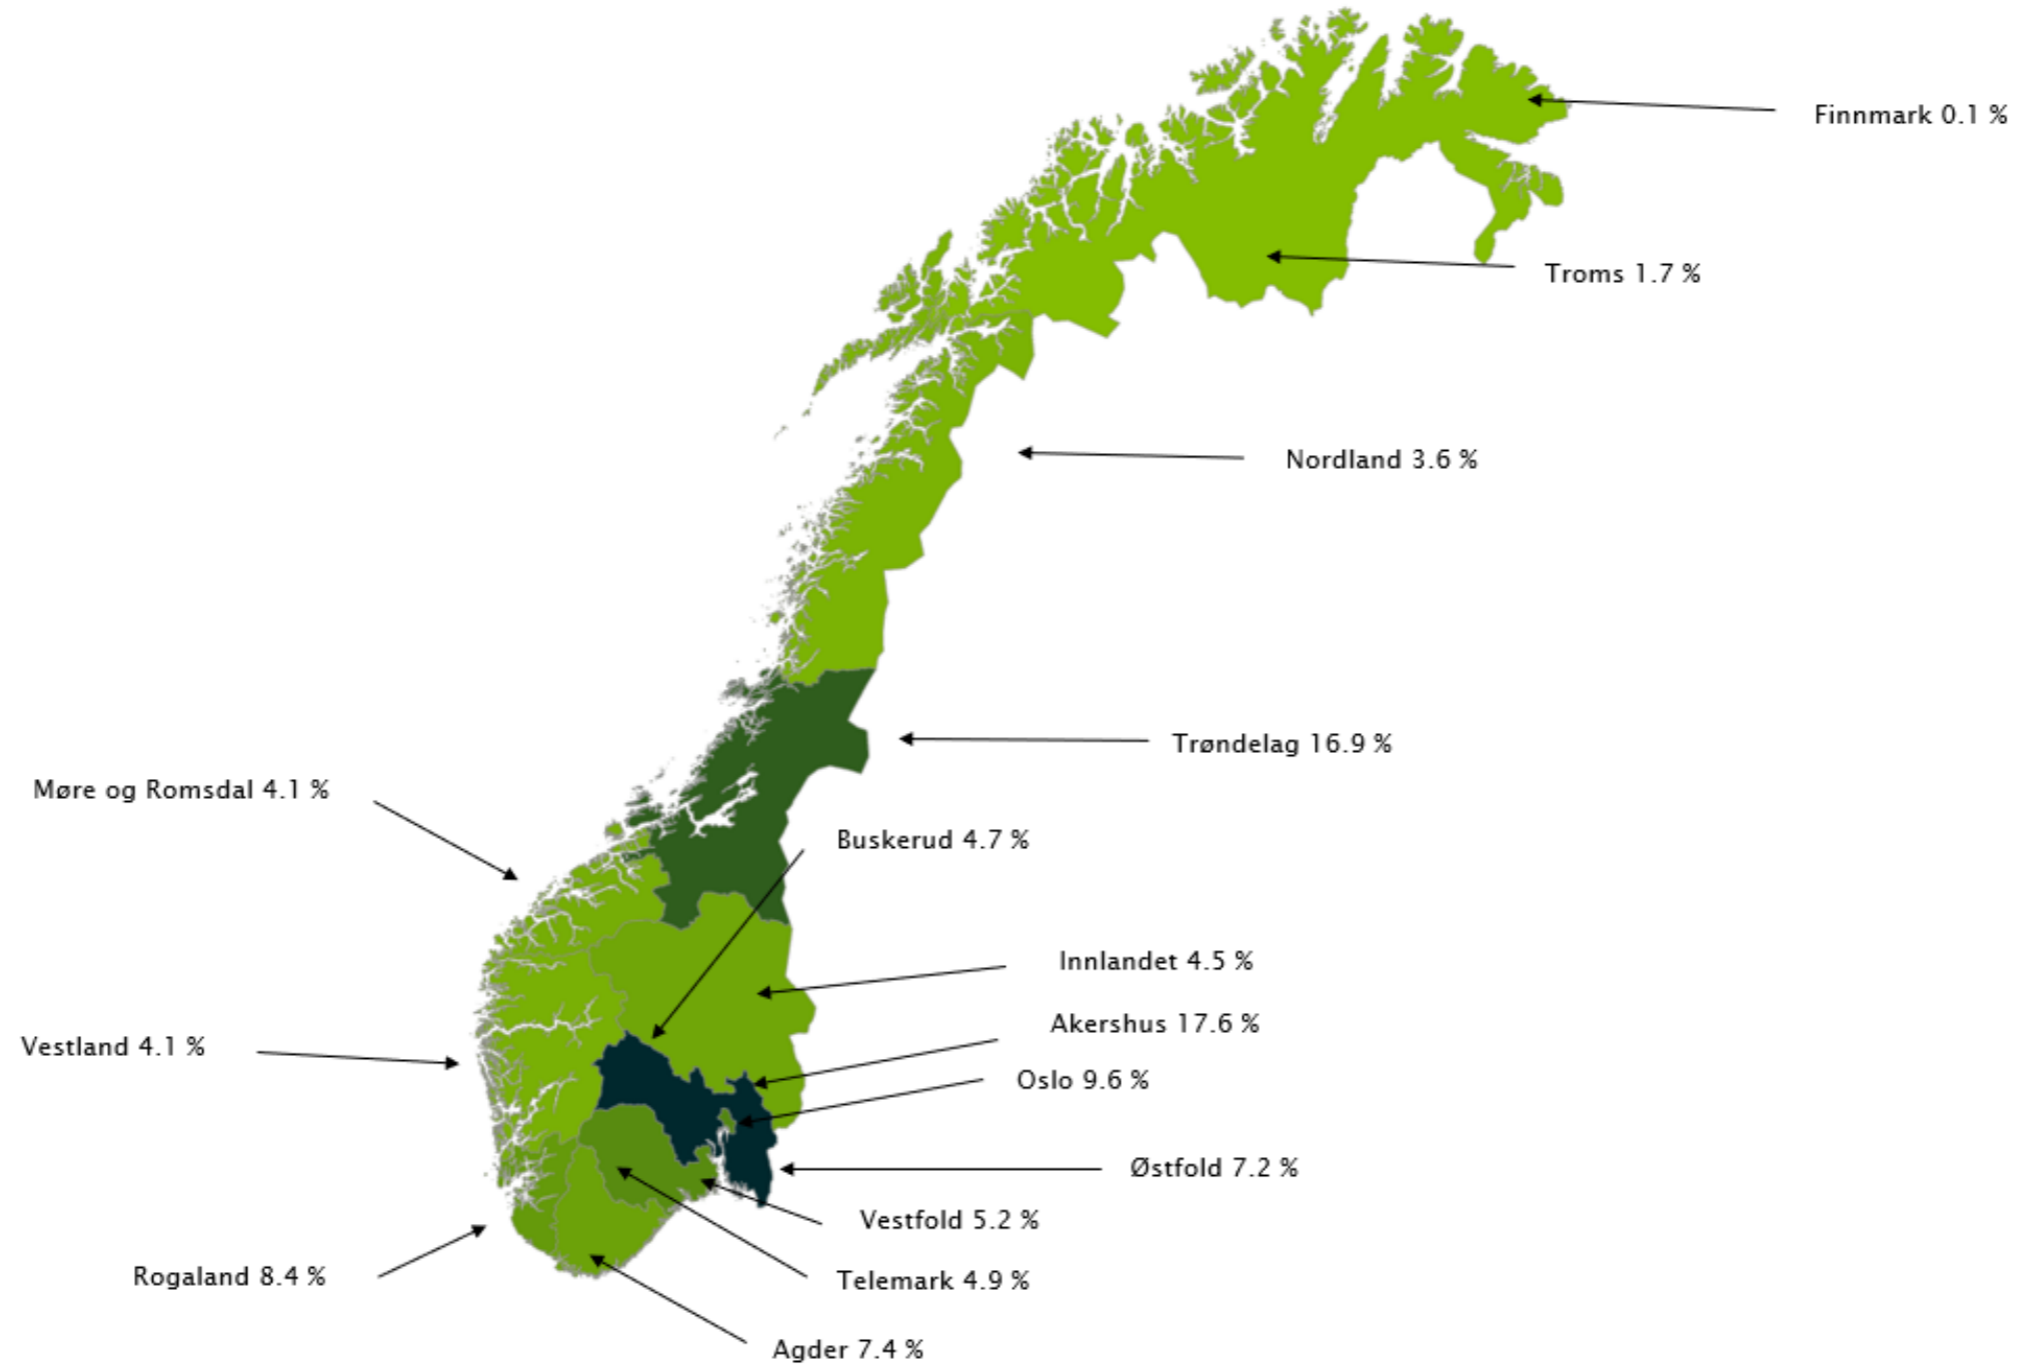 Finnmark 0.1 %
Troms 1.7 %
Nordland 3.6 %
Trøndelag 16.9 %
Møre og Romsdal 4.1 %
Buskerud 4.7 %
Innlandet 4.5 %
Akershus 17.6 %
Vestland 4.1 %
Oslo 9.6 %
Østfold 7.2 %
Vestfold 5.2 %
Rogaland 8.4 %
Telemark 4.9 %
Agder 7.4 %